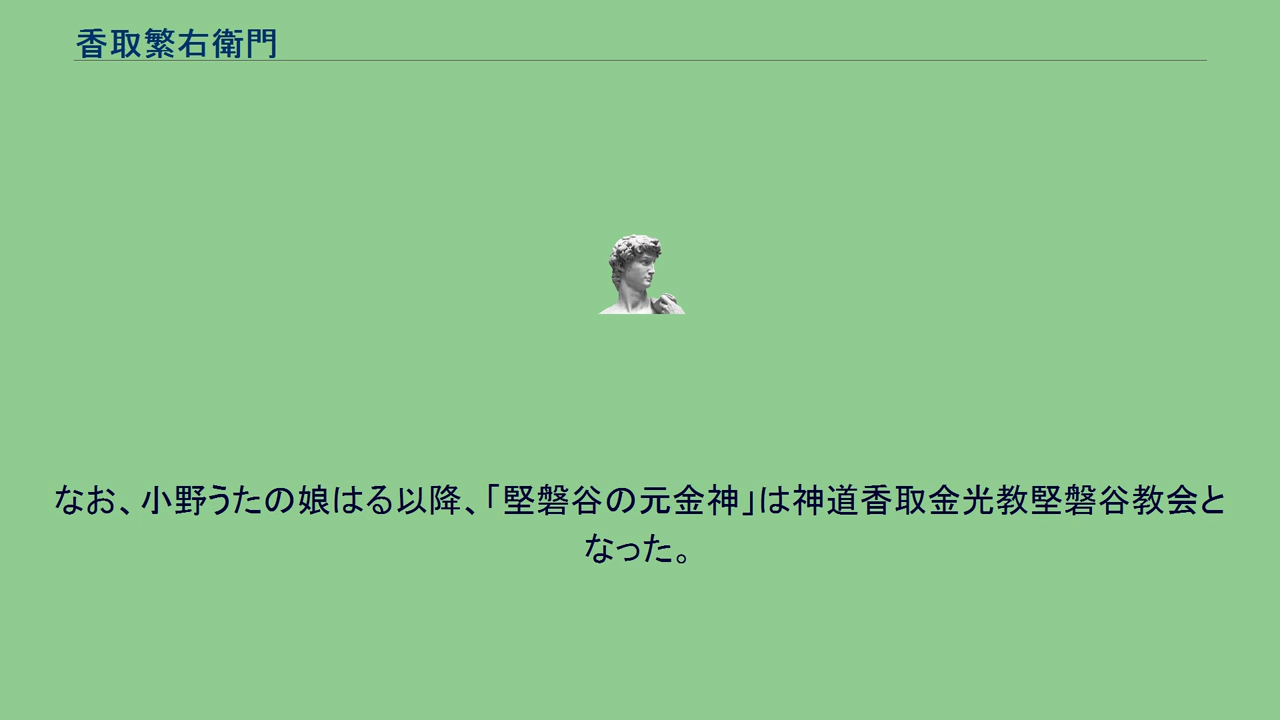 香取繁右衛門
なお、小野うたの娘はる以降、「堅磐谷の元金神」は神道香取金光教堅磐谷教会と
なった。